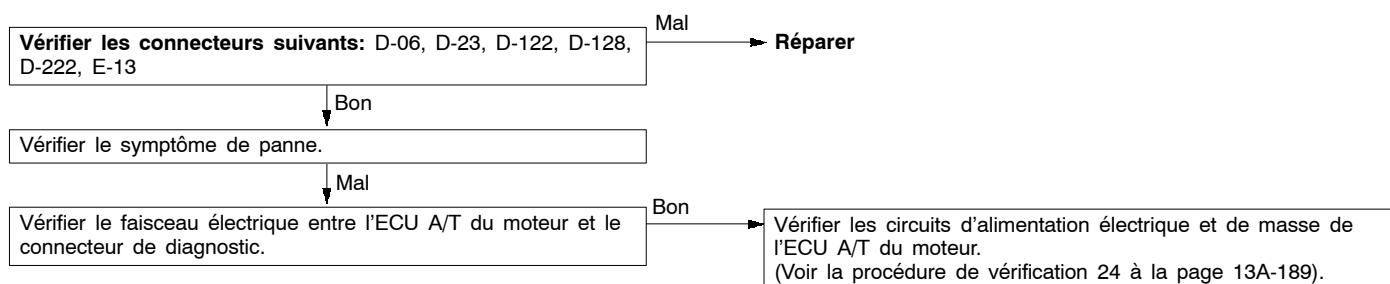 Vérifier les connecteurs suivants: D-06, D-23, D-122, D-128,
D-222, E-13
Mal
Réparer
Bon
Vérifier le symptôme de panne.
Mal
Vérifier le faisceau électrique entre l'ECU A/T du moteur et le
connecteur de diagnostic.
Bon
Vérifier les circuits d'alimentation électrique et de masse de
l'ECU A/T du moteur.
(Voir la procédure de vérification 24 à la page 13A-189).